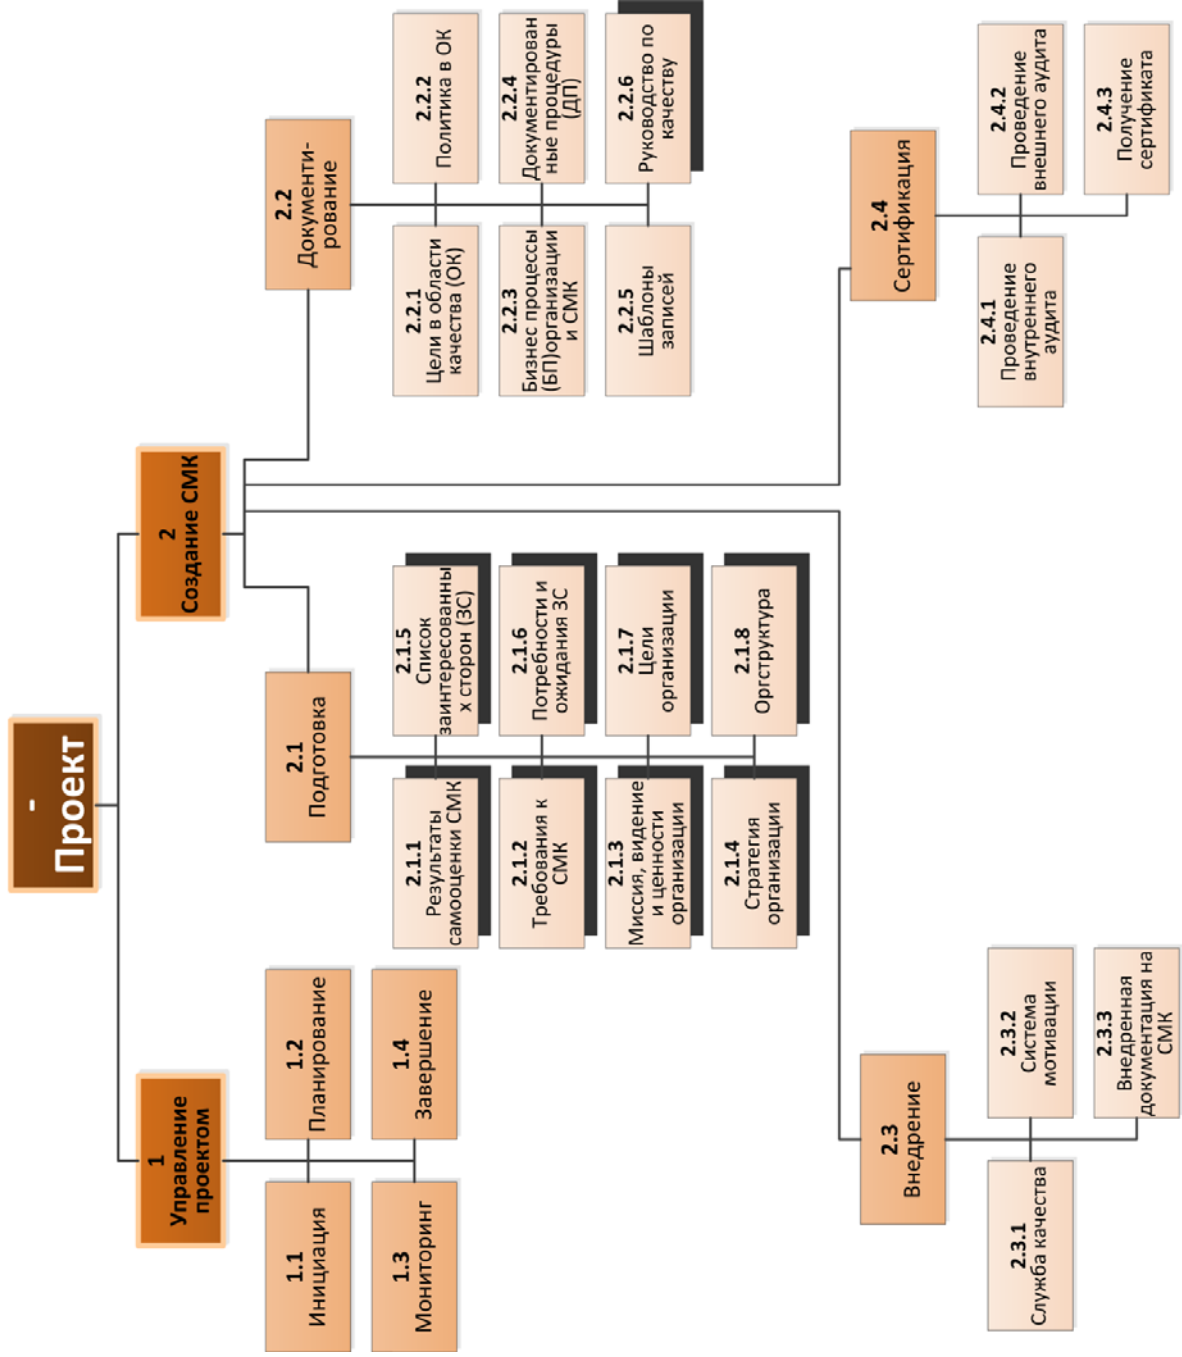 -
Проект
1
Управление
проектом
1.1
Инициация
1.2
Планирование
1.3
Мониторинг
1.4
Завершение
2
Создание СМК
2.1
Подготовка
2.1.1
Результаты
самооценки СМК
2.1.5
Список
заинтересованны
х сторон (ЗС)
2.1.2
Требования к
СМК
2.1.6
Потребности и
ожидания ЗС
2.1.3
Миссия, видение
и ценности
организации
2.1.7
Цели
организации
2.1.4
Стратегия
организации
2.1.8
Оргструктура
2.2
Документи-
рование
2.2.1
Цели в области
качества (ОК)
2.2.2
Политика в ОК
2.2.3
Бизнес процессы
(БП)организации
и СМК
2.2.4
Документирован
ные процедуры
(ДП)
2.2.5
Шаблоны
записей
2.2.6
Руководство по
качеству
2.3
Внедрение
2.3.1
Служба качества
2.3.2
Система
мотивации
2.3.3
Внедренная
документация на
СМК
2.4
Сертификация
2.4.1
Проведение
внутреннего
аудита
2.4.2
Проведение
внешнего аудита
2.4.3
Получение
сертификата